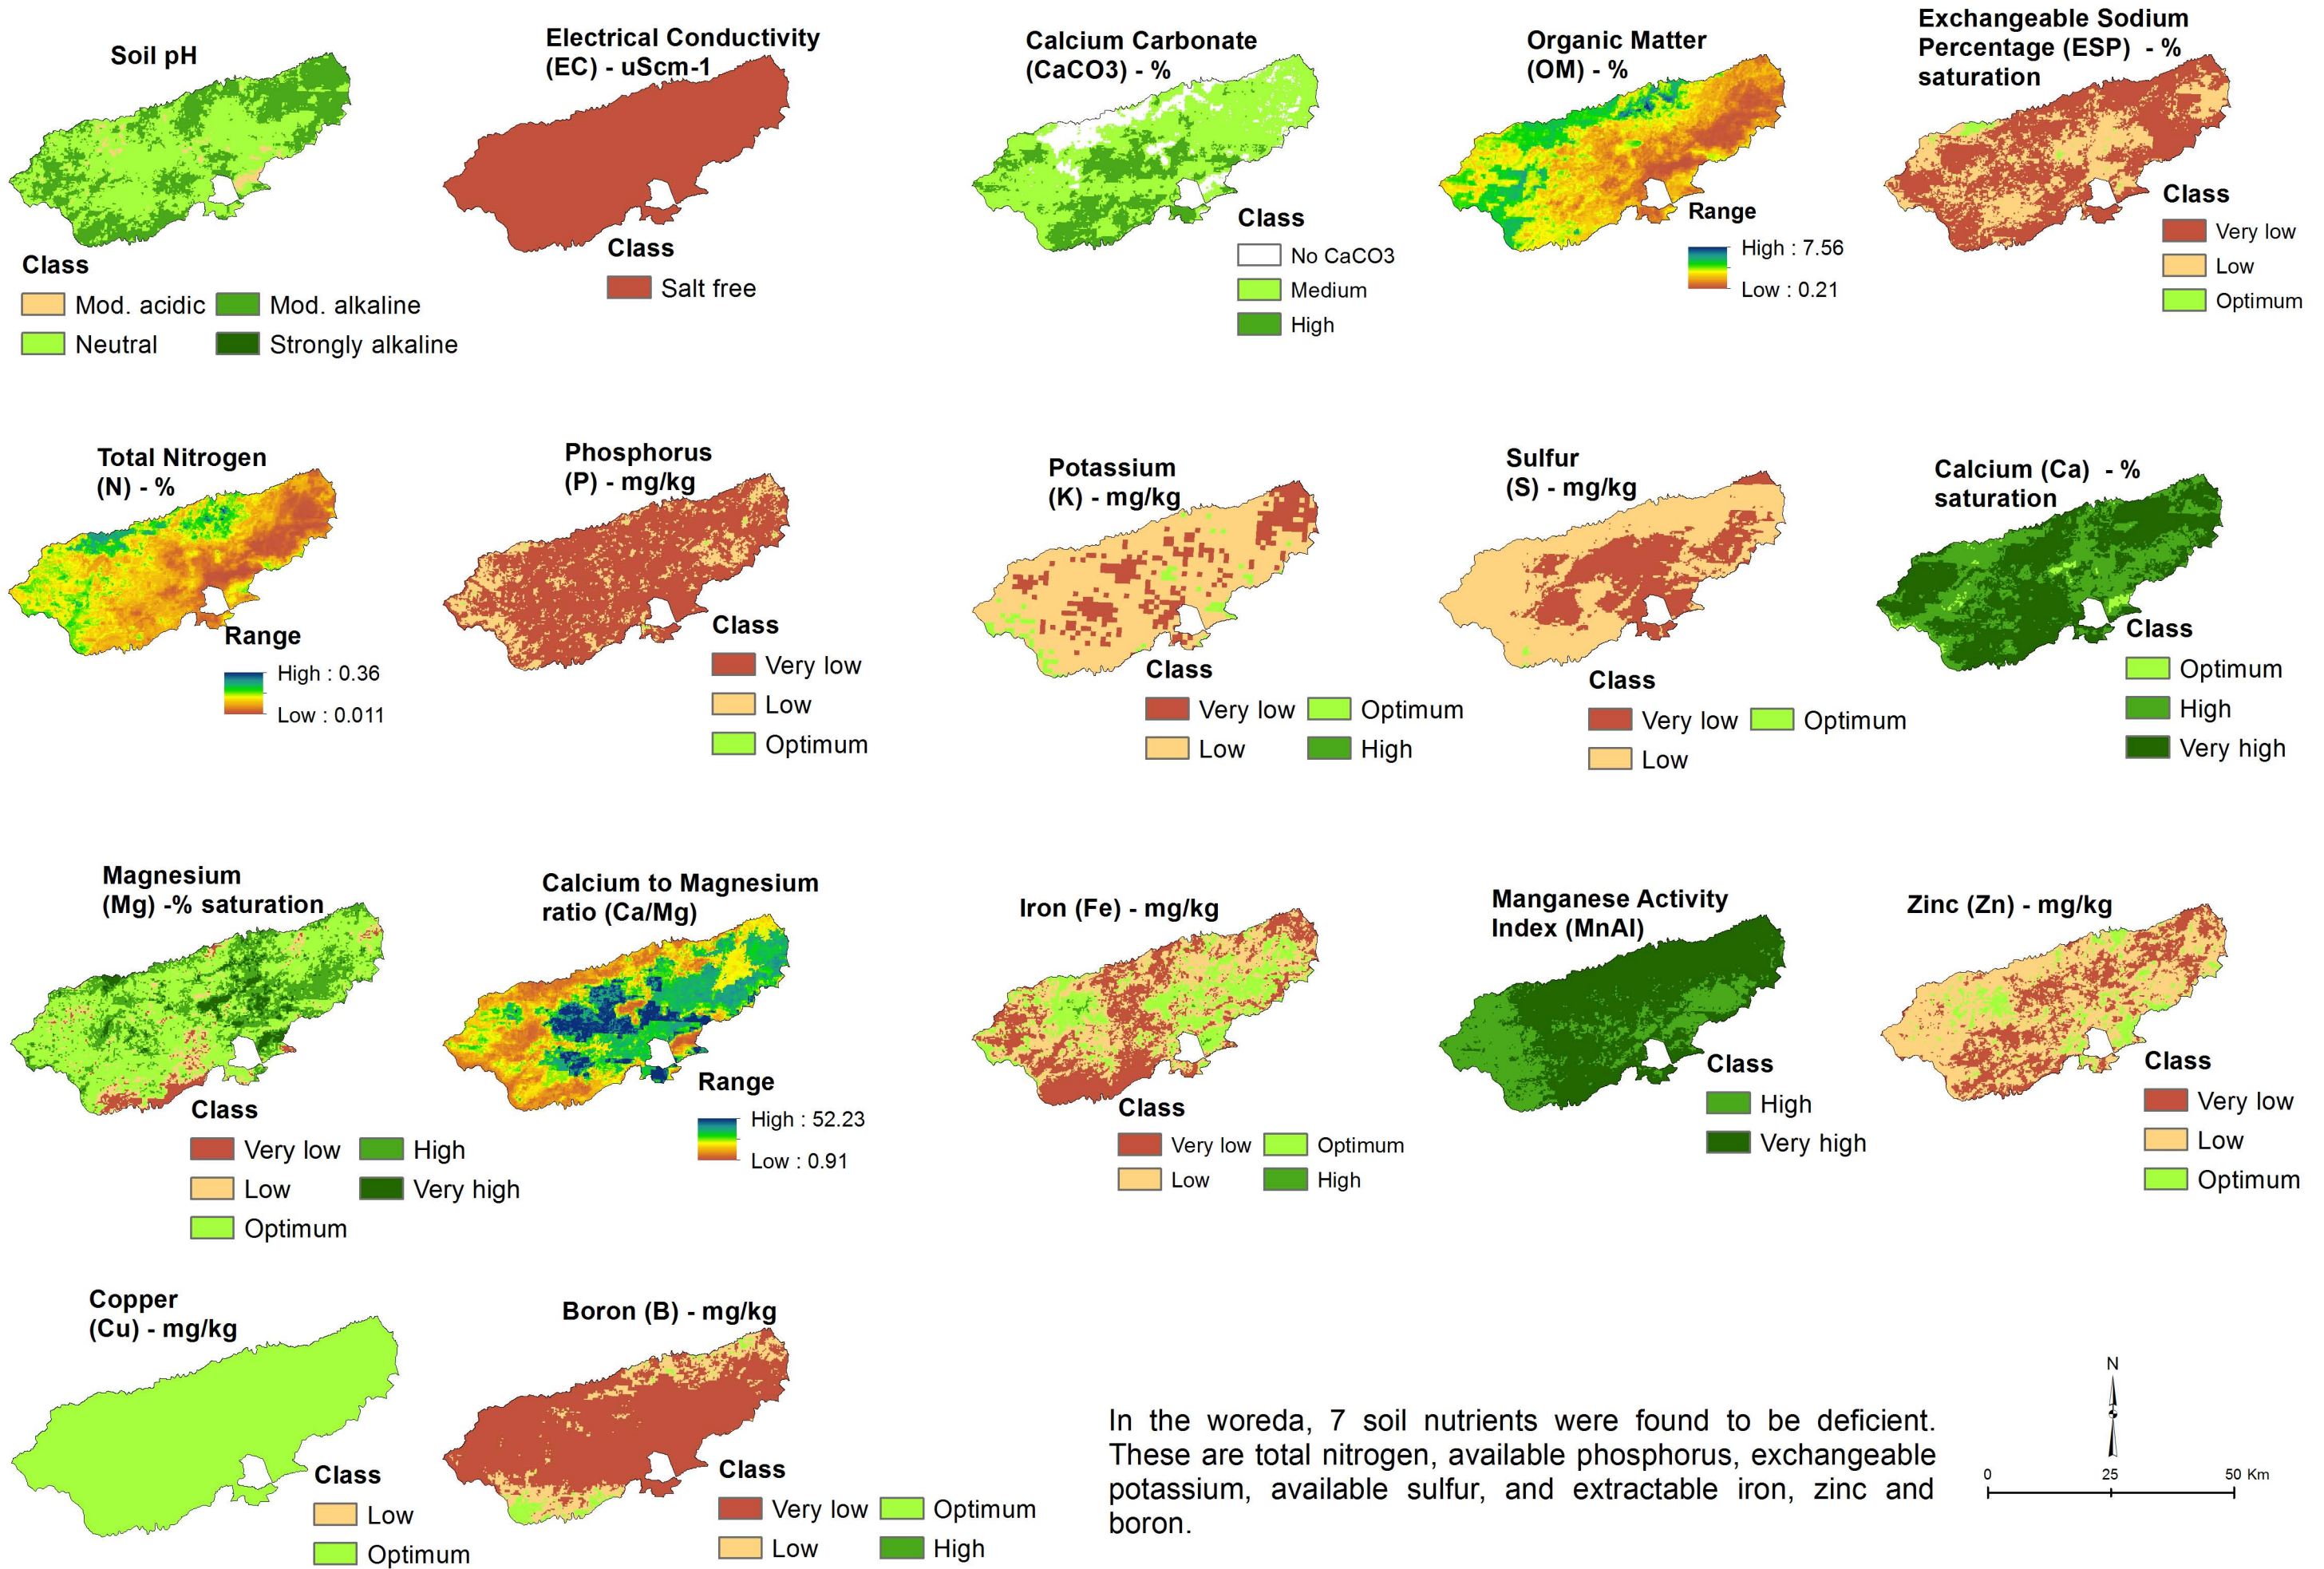 Soil pH
Class
Mod. acidic
Mod. alkaline
Neutral
Strongly alkaline
Electrical Conductivity
(EC) - uScm-1
Class
Salt free
Calcium Carbonate
(CaCO3) - %
Class
No CaCO3
Medium
High
Organic Matter
(OM) - %
Range
High : 7.56
Low : 0.21
Exchangeable Sodium
Percentage (ESP) - %
saturation
Class
Very low
Low
Optimum
Total Nitrogen
(N) - %
Range
High : 0.36
Low : 0.011
Phosphorus
(P) - mg/kg
Class
Very low
Low
Optimum
Potassium
(K) - mg/kg
Class
Very low
Optimum
Low
High
Sulfur
(S) - mg/kg
Class
Very low
Optimum
Low
Calcium (Ca) - %
saturation
Class
Optimum
High
Very high
Magnesium
(Mg) -% saturation
Class
Very low
High
Low
Very high
Optimum
Calcium to Magnesium
ratio (Ca/Mg)
Range
High : 52.23
Low : 0.91
Iron (Fe) - mg/kg
Class
Very low
Optimum
Low
High
Manganese Activity
Index (MnAI)
Class
High
Very high
Zinc (Zn) - mg/kg
Class
Very low
Low
Optimum
Copper
(Cu) - mg/kg
Class
Low
Optimum
Boron (B) - mg/kg
Class
Very low
Optimum
Low
High
In the woreda, 7 soil nutrients were found to be deficient.
These are total nitrogen, available phosphorus, exchangeable
potassium, available sulfur, and extractable iron, zinc and
boron.
N
0 25 50 Km